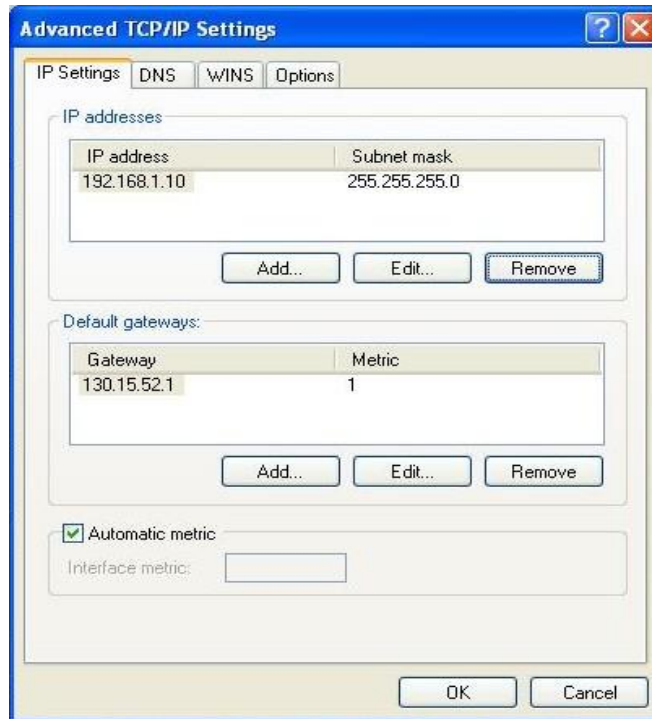 Advanced TCP/IP Settings
IP Settings DNS WINS Options
IP addresses
IP address Subnet mask
192.168.1.10 255.255.255.0
Add... Edit... Remove
Default gateways:
Gateway Metric
130.15.52.1 1
Add... Edit... Remove
Automatic metric
Interface metric:
OK Cancel